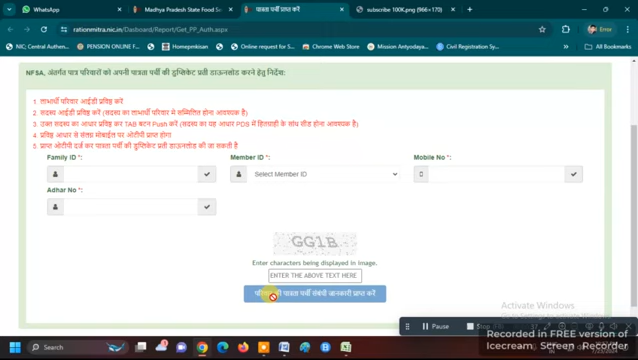 WhatsApp
Madhya Pradesh State Food S
पात्रता पर्ची प्राप्त करें
subscribe 100K.png (966×170)
rationmitra.nic.in/Dasboard/Report/Get_PP_Auth.aspx
Error
NIC; Central Authen...
PENSION ONLINE
Homepenkisan
Online request for s...
Chrome Web Store
Mission Antyodaya...
Civil Registration Sy...
All Bookmarks
NFSA, अंतर्गत पात्र परिवारों को अपनी पात्रता पर्ची की डुप्लिकेट प्रती डाऊनलोड करने हेतु निर्देश:
1. लाभार्थी परिवार आईडी प्रविष्ट करें
2. सदस्य आईडी प्रविष्ट करें (सदस्य का लाभार्थी परिवार में सम्मिलित होना आवश्यक है)
3. उक्त सदस्य का आधार प्रविष्ट कर TAB बटन Push करें (सदस्य का यह आधार PDS में हितग्राही के साथ सीड होना आवश्यक है)
4. प्रविष्ट आधार से संलग्न मोबाईल पर ओटीपी प्राप्त होगा
5. प्राप्त ओटीपी दर्ज कर पात्रता पर्ची की डुप्लिकेट प्रती डाऊनलोड की जा सकती है
Family ID *:
Member ID *:
Mobile No *:
Select Member ID
Adhar No *:
GG1B
Enter characters being displayed in image.
ENTER THE ABOVE TEXT HERE
की पात्रता पर्ची संबंधी जानकारी प्राप्त करें
Activate Windows
Pause
Stop
Recorded in FREE version of
Icecream Screen Recorder